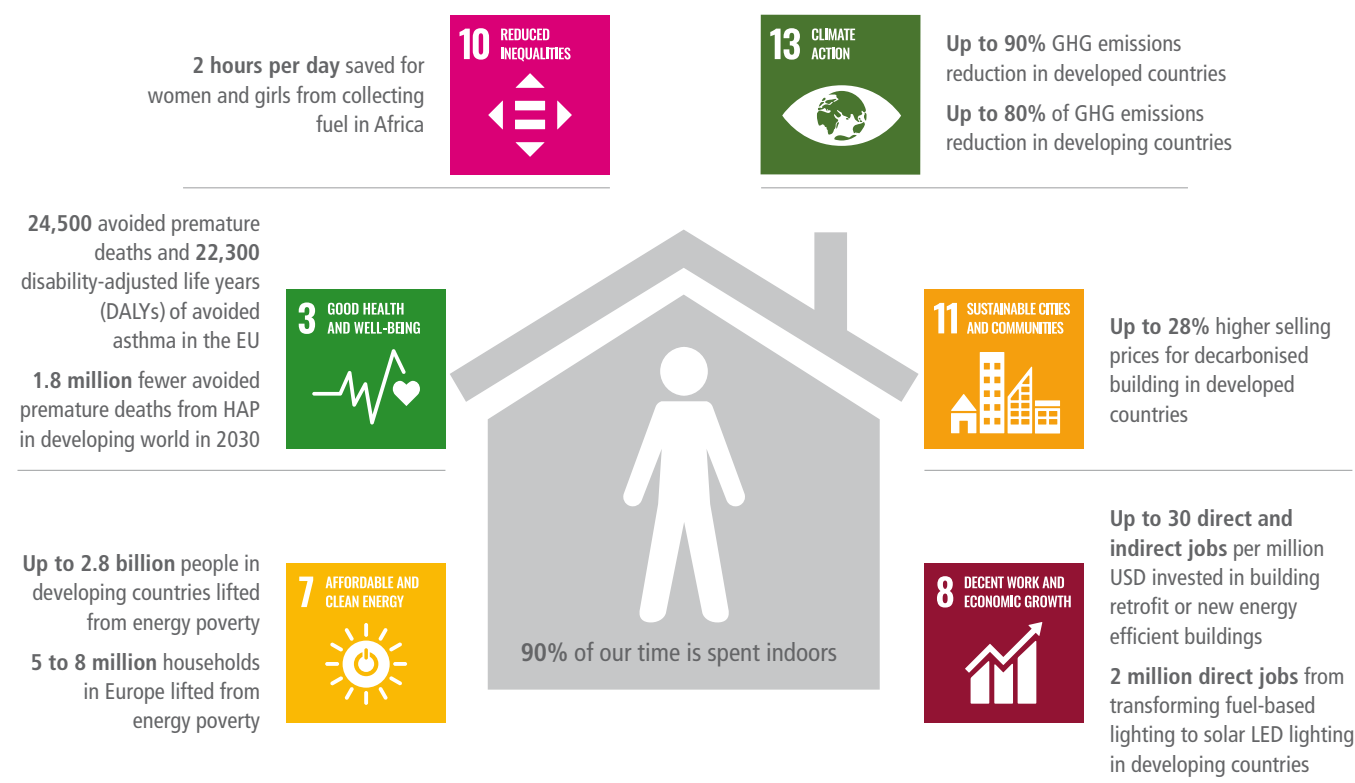 2 hours per day saved for
women and girls from collecting
fuel in Africa
10 REDUCED
INEQUALITIES
13 CLIMATE
ACTION
Up to 90% GHG emissions
reduction in developed countries
Up to 80% of GHG emissions
reduction in developing countries
24,500 avoided premature
deaths and 22,300
disability-adjusted life years
(DALYs) of avoided
asthma in the EU
1.8 million fewer avoided
premature deaths from HAP
in developing world in 2030
3 GOOD HEALTH
AND WELL-BEING
11 SUSTAINABLE CITIES
AND COMMUNITIES
Up to 28% higher selling
prices for decarbonised
building in developed
countries
Up to 2.8 billion people in
developing countries lifted
from energy poverty
5 to 8 million households
in Europe lifted from
energy poverty
7 AFFORDABLE AND
CLEAN ENERGY
90% of our time is spent indoors
8 DECENT WORK AND
ECONOMIC GROWTH
Up to 30 direct and
indirect jobs per million
USD invested in building
retrofit or new energy
efficient buildings
2 million direct jobs from
transforming fuel-based
lighting to solar LED lighting
in developing countries